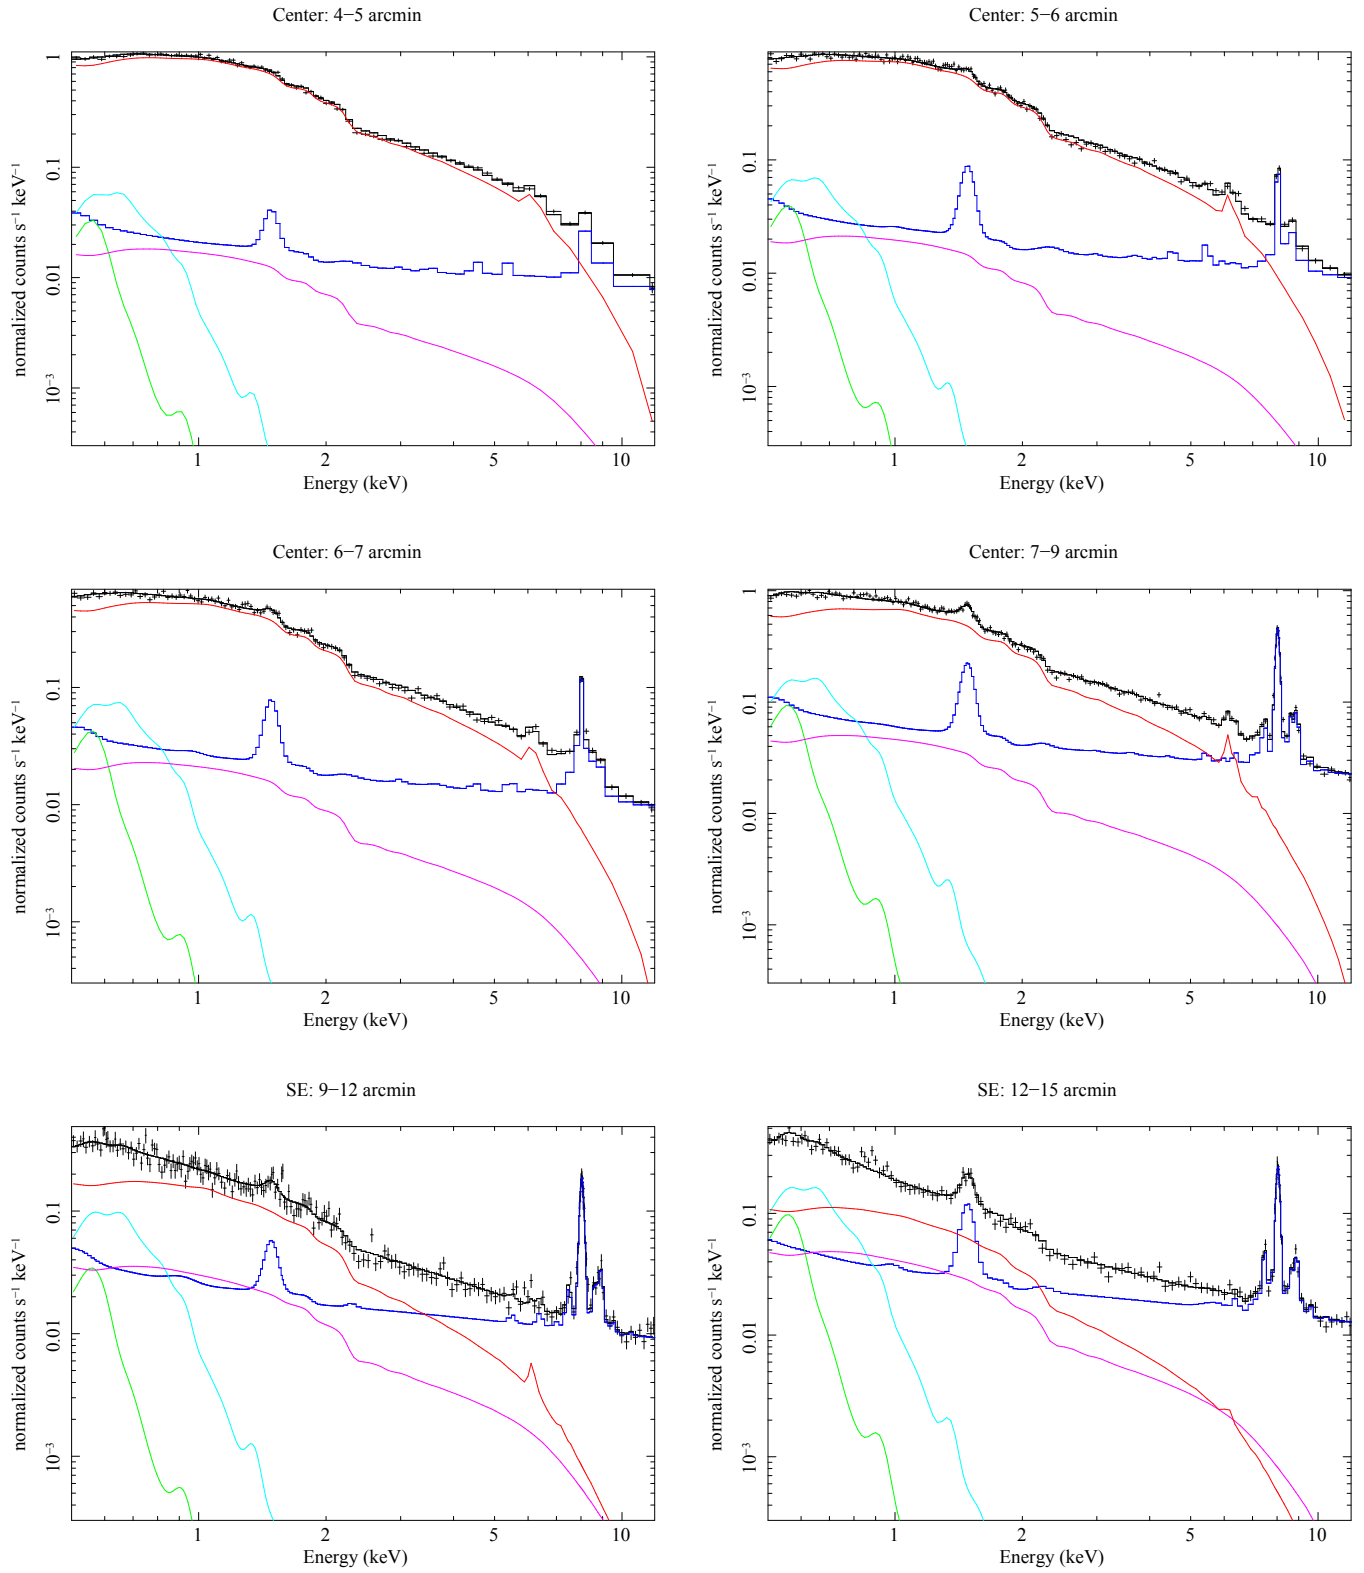 Center: 4−5 arcmin
normalized counts s⁻¹ keV⁻¹
1
0.1
0.01
10⁻³
1
2
5
10
Energy (keV)
Center: 5−6 arcmin
normalized counts s⁻¹ keV⁻¹
0.1
0.01
10⁻³
1
2
5
10
Energy (keV)
Center: 6−7 arcmin
normalized counts s⁻¹ keV⁻¹
0.1
0.01
10⁻³
1
2
5
10
Energy (keV)
Center: 7−9 arcmin
normalized counts s⁻¹ keV⁻¹
1
0.1
0.01
10⁻³
1
2
5
10
Energy (keV)
SE: 9−12 arcmin
normalized counts s⁻¹ keV⁻¹
0.1
0.01
10⁻³
1
2
5
10
Energy (keV)
SE: 12−15 arcmin
normalized counts s⁻¹ keV⁻¹
0.1
0.01
10⁻³
1
2
5
10
Energy (keV)